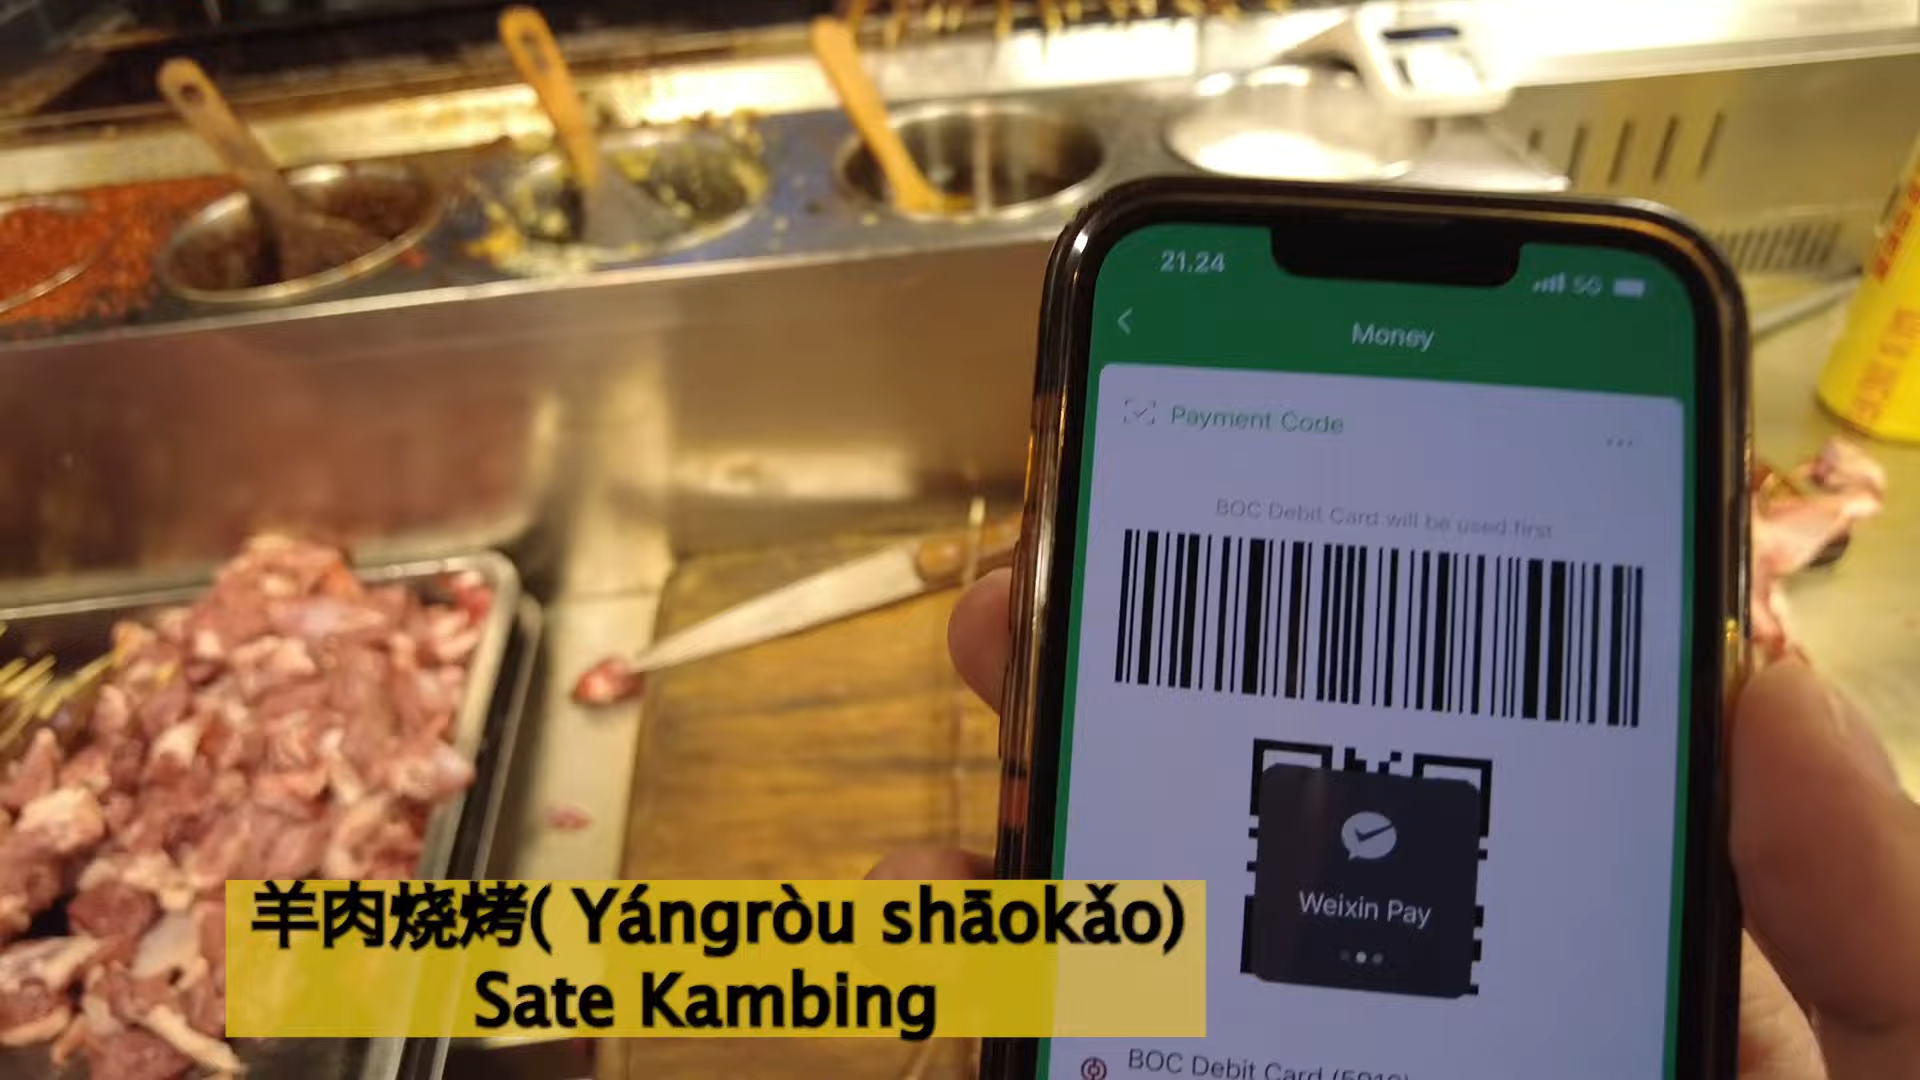 21.24
5G
Money
Payment Code
BOC Debit Card will be used first
Weixin Pay
BOC Debit Card
羊肉烧烤( Yángròu shāokǎo)
Sate Kambing